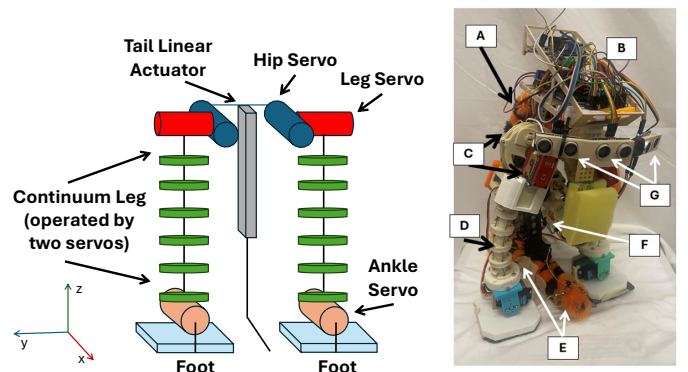 Tail Linear
Actuator
Hip Servo
Leg Servo
Continuum Leg
(operated by
two servos)
Ankle
Servo
z
y
x
Foot
Foot
A
B
C
G
D
F
E